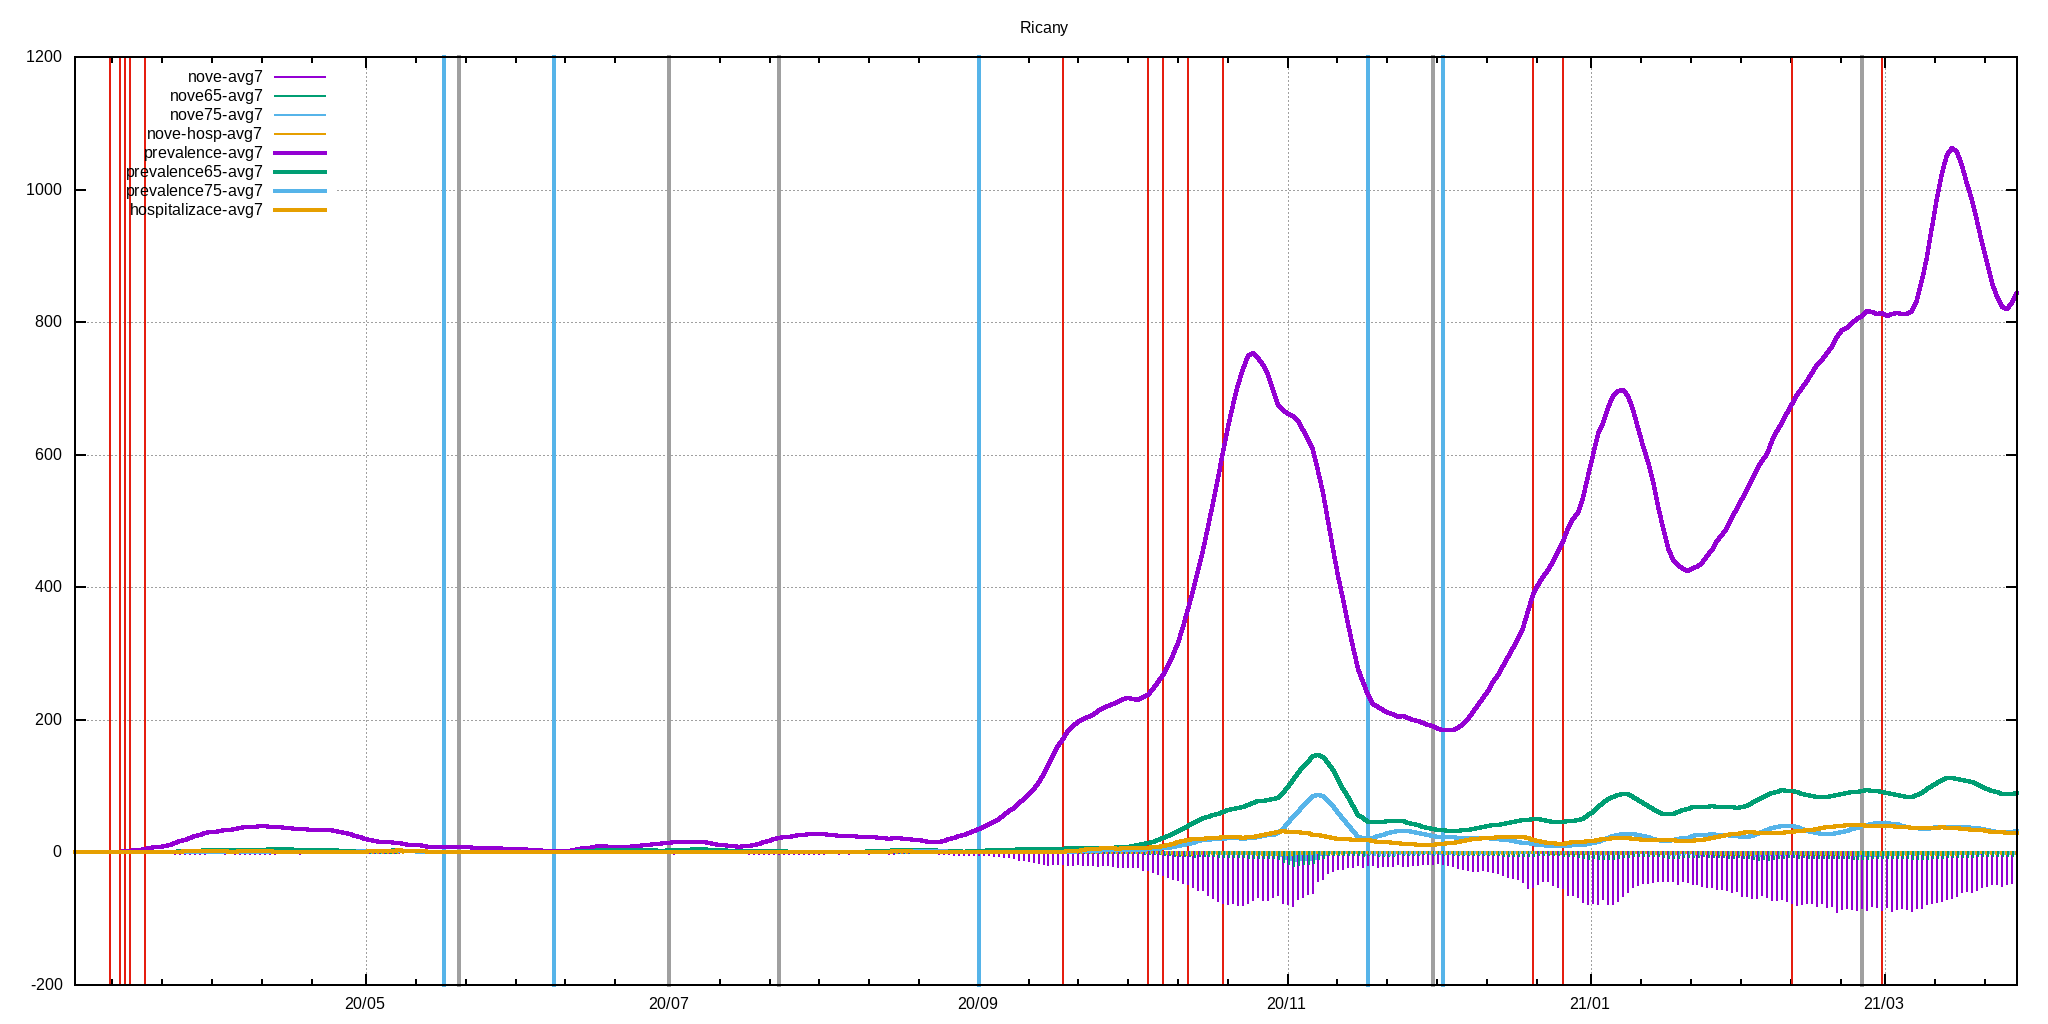 Ricany
1200
nove-avg7
nove65-avg7
nove75-avg7
nove-hosp-avg7
prevalence-avg7
prevalence65-avg7
prevalence75-avg7
hospitalizace-avg7
1000
800
600
400
200
0
-200
20/05 20/07 20/09 20/11 21/01 21/03